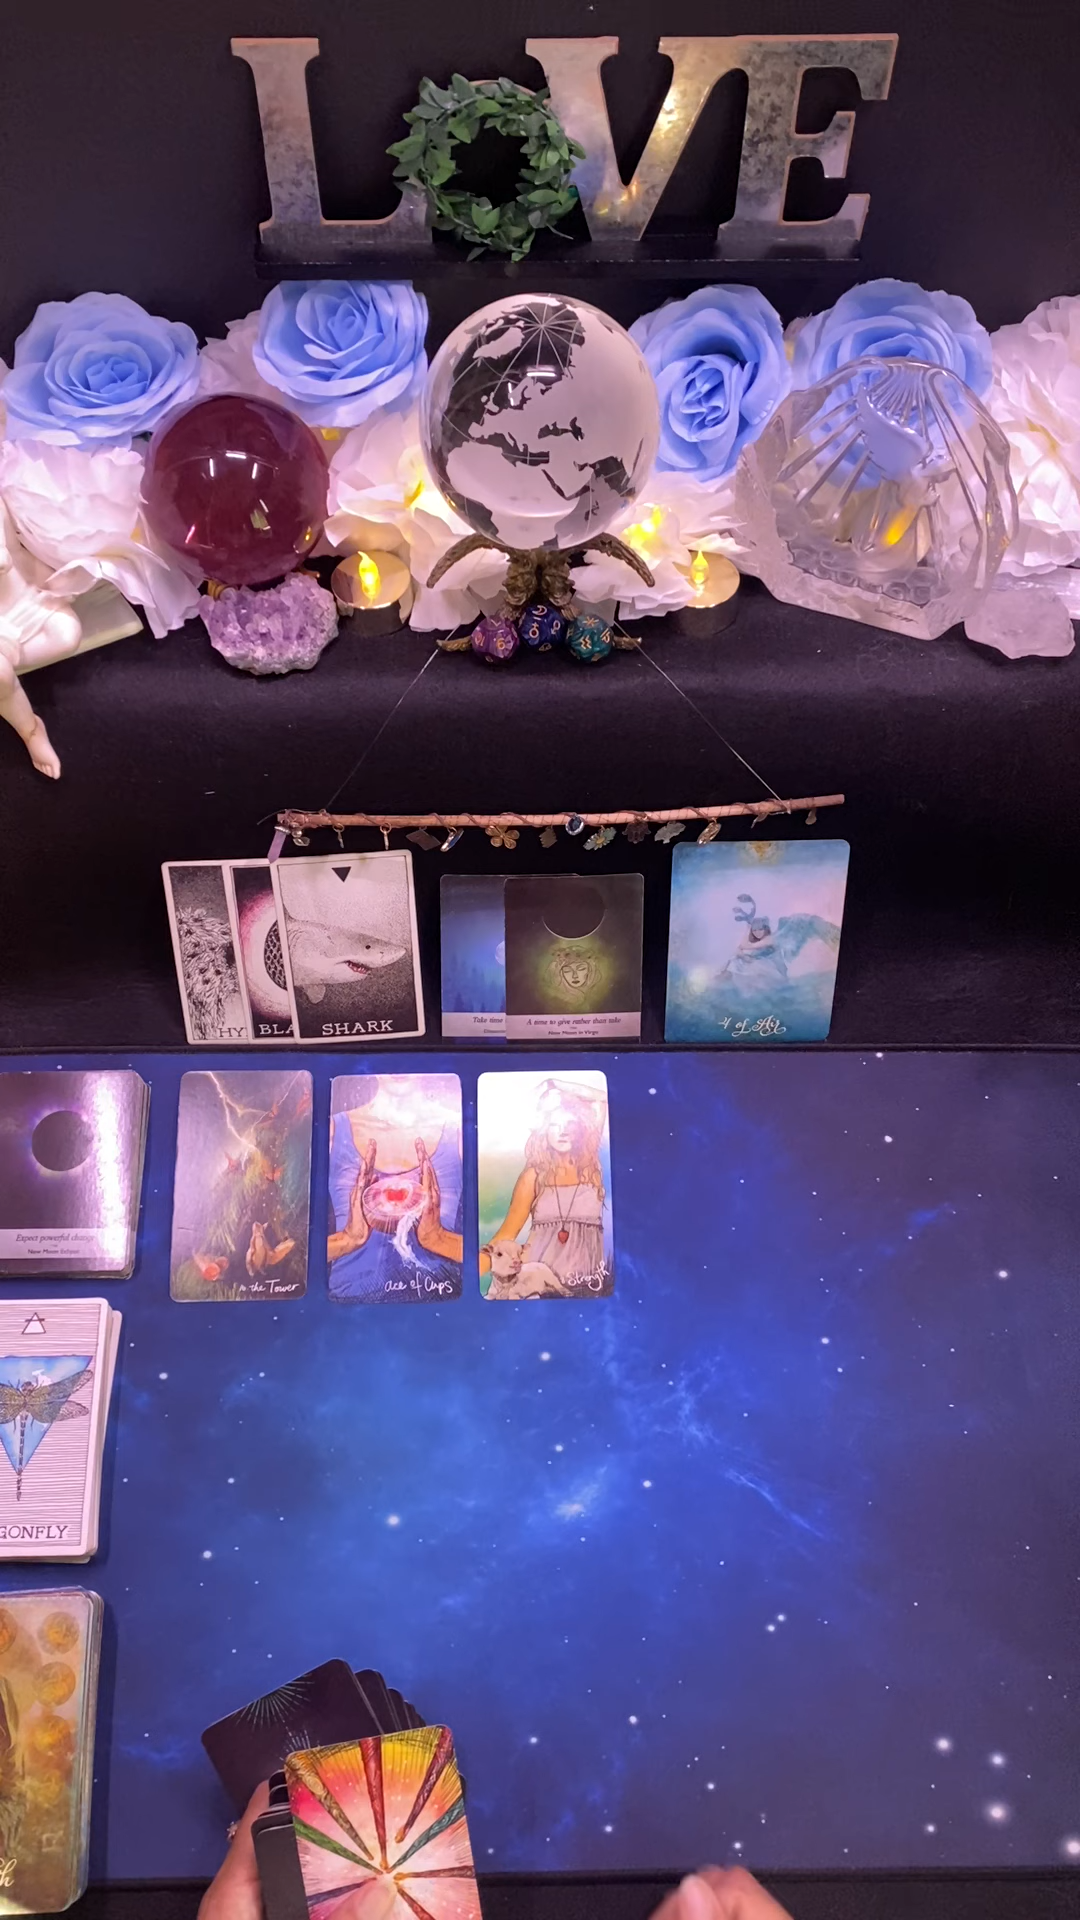 LOVE
HY
BLA
SHARK
Take time
A time to give rather than take
New Moon in Virgo
4 of Air
Expect powerful change
New Moon Eclipse
the Tower
ace of Cups
Strength
GONFLY